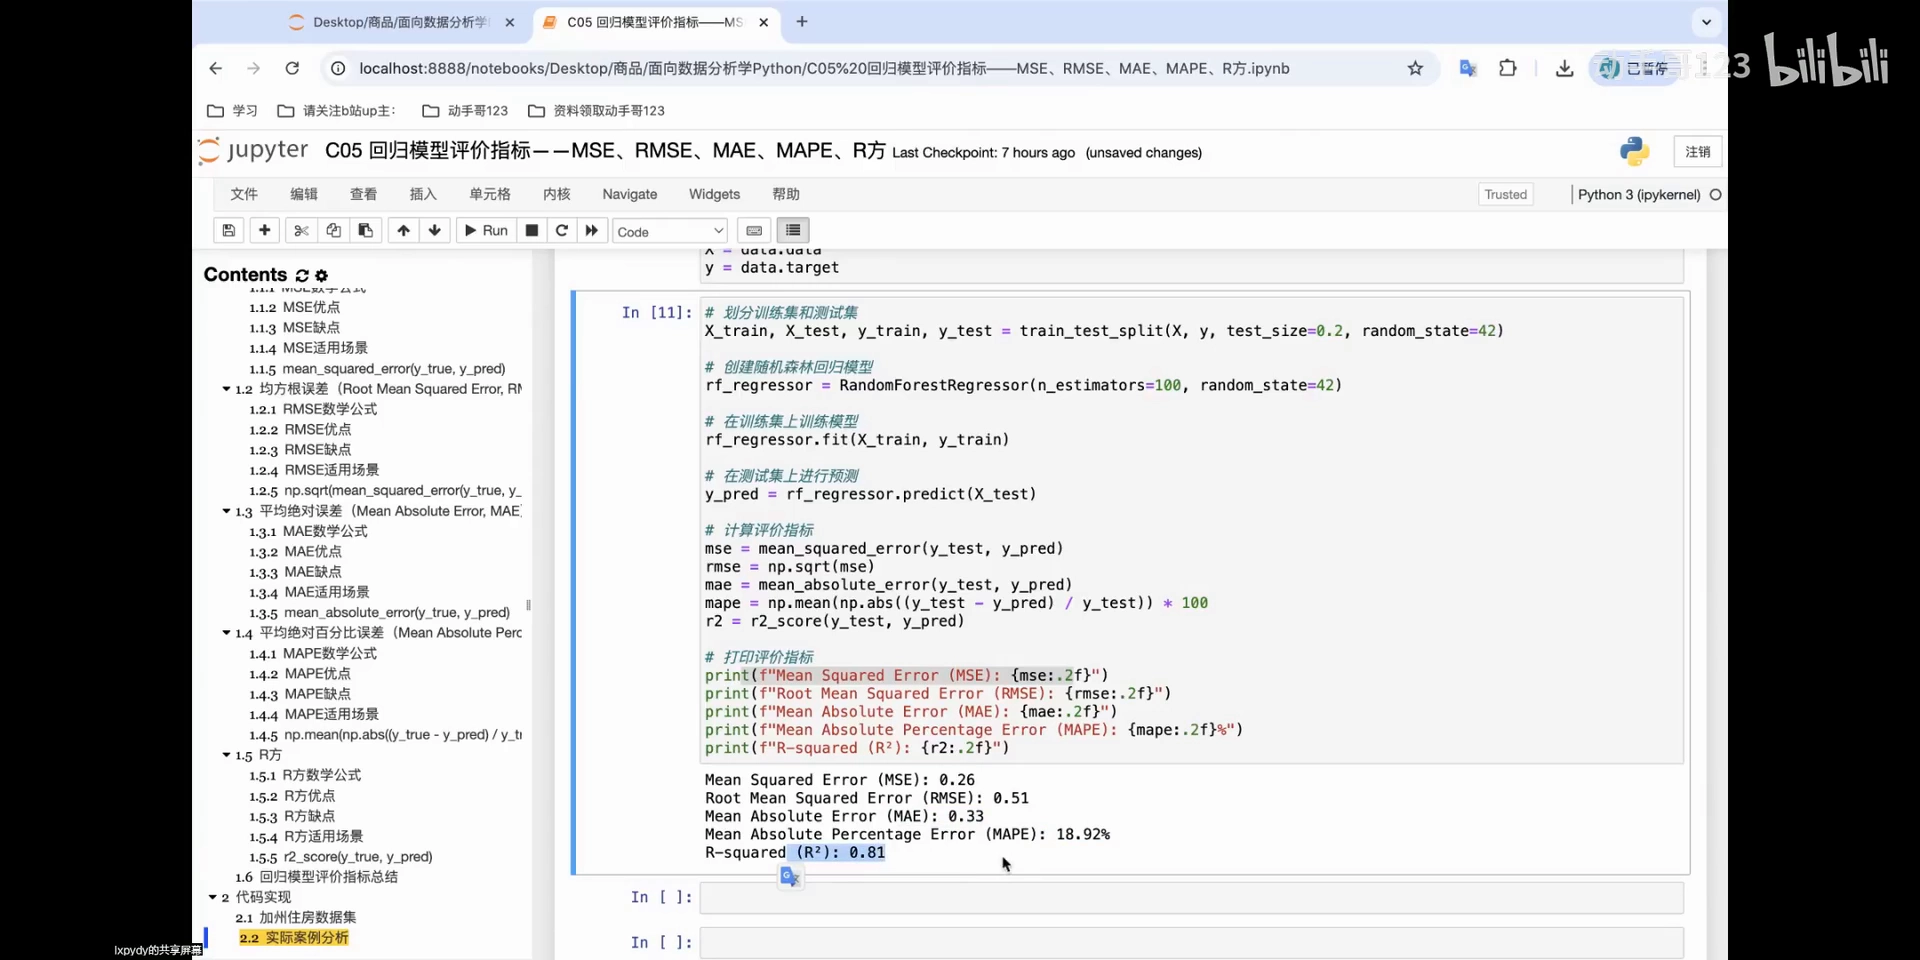 Desktop/商品/面向数据分析学
C05 回归模型评价指标——MS
localhost:8888/notebooks/Desktop/商品/面向数据分析学Python/C05%20回归模型评价指标——MSE、RMSE、MAE、MAPE、R方.ipynb
已暂停
123
bilibili
学习
请关注b站up主:
动手哥123
资料领取动手哥123
jupyter
C05 回归模型评价指标——MSE、RMSE、MAE、MAPE、R方 Last Checkpoint: 7 hours ago (unsaved changes)
注销
文件 编辑 查看 插入 单元格 内核 Navigate Widgets 帮助
Trusted
Python 3 (ipykernel)
Run
Code
Contents
1.1.1 MSE数学公式
1.1.2 MSE优点
1.1.3 MSE缺点
1.1.4 MSE适用场景
1.1.5 mean_squared_error(y_true, y_pred)
1.2 均方根误差（Root Mean Squared Error, RM
1.2.1 RMSE数学公式
1.2.2 RMSE优点
1.2.3 RMSE缺点
1.2.4 RMSE适用场景
1.2.5 np.sqrt(mean_squared_error(y_true, y_
1.3 平均绝对误差（Mean Absolute Error, MAE）
1.3.1 MAE数学公式
1.3.2 MAE优点
1.3.3 MAE缺点
1.3.4 MAE适用场景
1.3.5 mean_absolute_error(y_true, y_pred)
1.4 平均绝对百分比误差（Mean Absolute Perc
1.4.1 MAPE数学公式
1.4.2 MAPE优点
1.4.3 MAPE缺点
1.4.4 MAPE适用场景
1.4.5 np.mean(np.abs((y_true - y_pred) / y_tr
1.5 R方
1.5.1 R方数学公式
1.5.2 R方优点
1.5.3 R方缺点
1.5.4 R方适用场景
1.5.5 r2_score(y_true, y_pred)
1.6 回归模型评价指标总结
2 代码实现
2.1 加州住房数据集
2.2 实际案例分析
lxpydy的共享屏幕
X = data.data
y = data.target
In [11]:
# 划分训练集和测试集
X_train, X_test, y_train, y_test = train_test_split(X, y, test_size=0.2, random_state=42)
# 创建随机森林回归模型
rf_regressor = RandomForestRegressor(n_estimators=100, random_state=42)
# 在训练集上训练模型
rf_regressor.fit(X_train, y_train)
# 在测试集上进行预测
y_pred = rf_regressor.predict(X_test)
# 计算评价指标
mse = mean_squared_error(y_test, y_pred)
rmse = np.sqrt(mse)
mae = mean_absolute_error(y_test, y_pred)
mape = np.mean(np.abs((y_test - y_pred) / y_test)) * 100
r2 = r2_score(y_test, y_pred)
# 打印评价指标
print(f"Mean Squared Error (MSE): {mse:.2f}")
print(f"Root Mean Squared Error (RMSE): {rmse:.2f}")
print(f"Mean Absolute Error (MAE): {mae:.2f}")
print(f"Mean Absolute Percentage Error (MAPE): {mape:.2f}%")
print(f"R-squared (R²): {r2:.2f}")
Mean Squared Error (MSE): 0.26
Root Mean Squared Error (RMSE): 0.51
Mean Absolute Error (MAE): 0.33
Mean Absolute Percentage Error (MAPE): 18.92%
R-squared (R²): 0.81
In [ ]:
In [ ]: